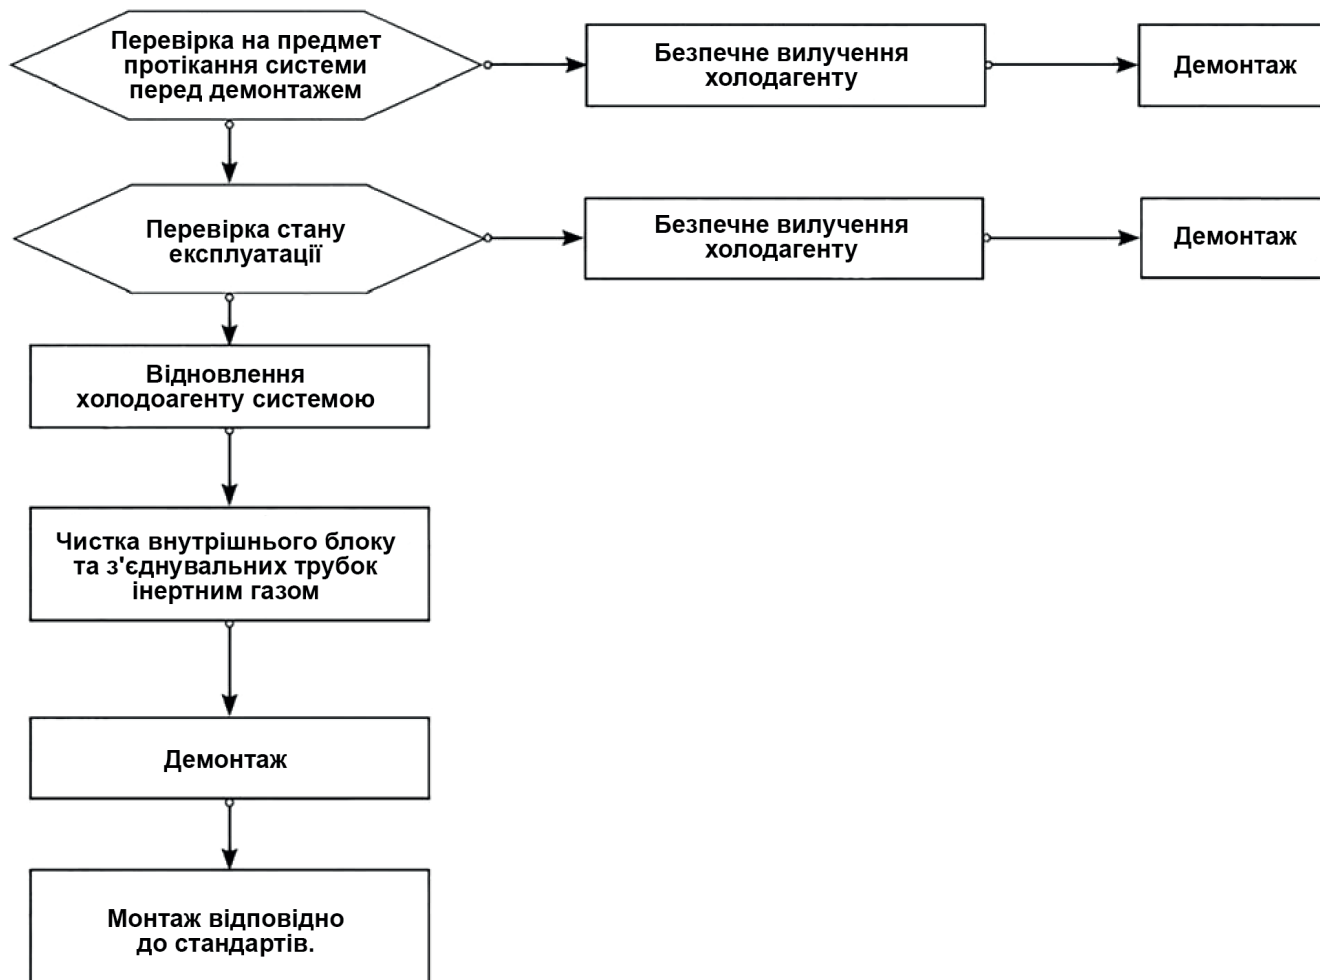 Перевірка на предмет
протікання системи
перед демонтажем
Безпечне вилучення
холодагенту
Демонтаж
Перевірка стану
експлуатації
Безпечне вилучення
холодагенту
Демонтаж
Відновлення
холодоагенту системою
Чистка внутрішнього блоку
та з'єднувальних трубок
інертним газом
Демонтаж
Монтаж відповідно
до стандартів.